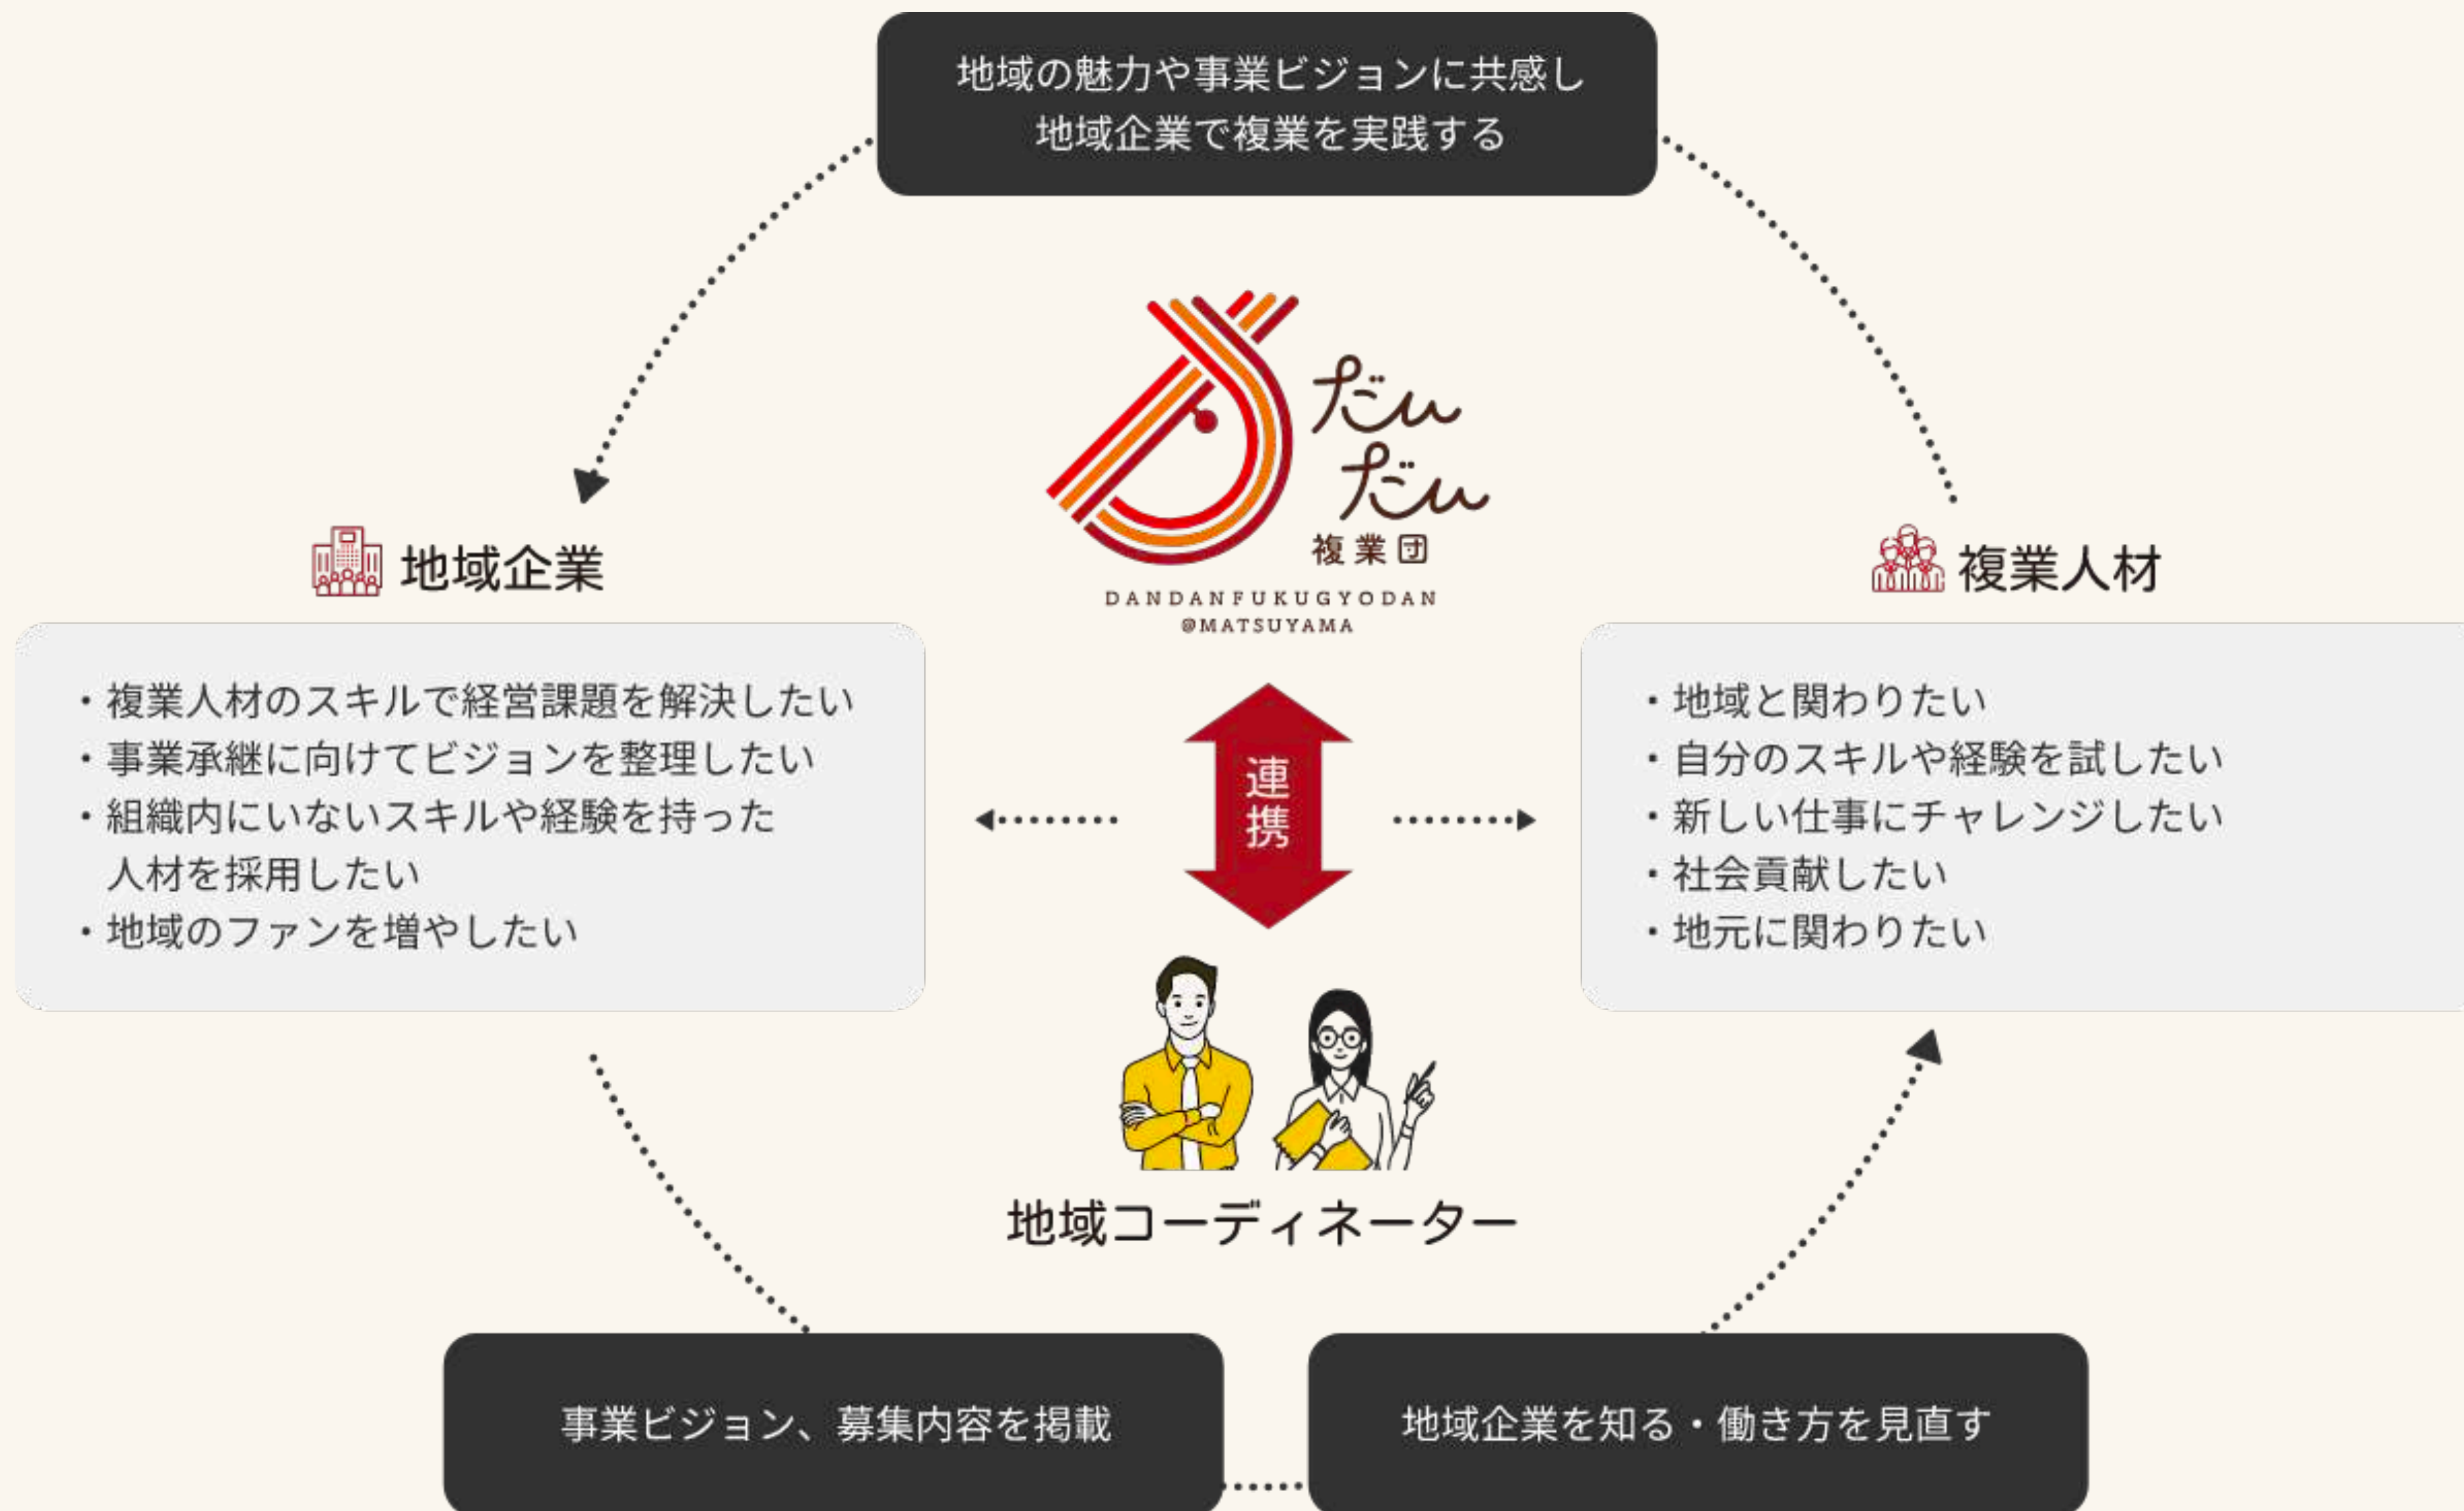 地域の魅力や事業ビジョンに共感し
地域企業で複業を実践する
だん
だん
複業団
DANDANFUKUGYODAN
@MATSUYAMA
地域企業
・複業人材のスキルで経営課題を解決したい
・事業承継に向けてビジョンを整理したい
・組織内にいないスキルや経験を持った
人材を採用したい
・地域のファンを増やしたい
連
携
複業人材
・地域と関わりたい
・自分のスキルや経験を試したい
・新しい仕事にチャレンジしたい
・社会貢献したい
・地元に関わりたい
地域コーディネーター
事業ビジョン、募集内容を掲載
地域企業を知る・働き方を見直す